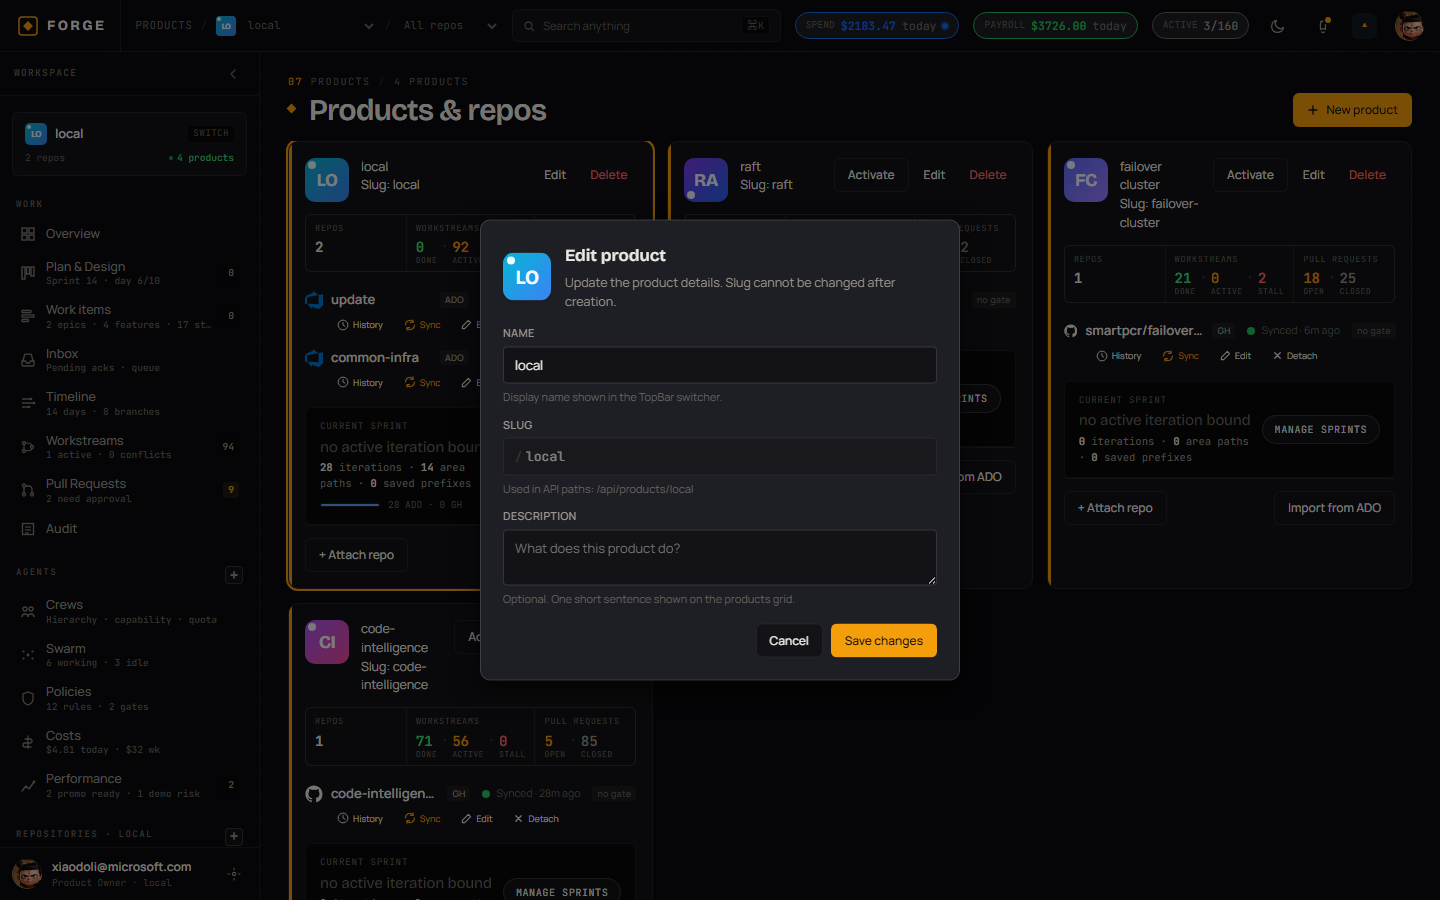 FORGE
PRODUCTS / LO local
All repos
Search anything
⌘K
SPEND $2183.47 today
PAYROLL $3726.00 today
ACTIVE 3/160
WORKSPACE
LO local SWITCH
2 repos 4 products
WORK
Overview
Plan & Design 0
Sprint 14 · day 6/10
Work items 0
2 epics · 4 features · 17 st…
Inbox
Pending acks · queue
Timeline
14 days · 8 branches
Workstreams 94
1 active · 0 conflicts
Pull Requests 9
2 need approval
Audit
AGENTS +
Crews
Hierarchy · capability · quota
Swarm
6 working · 3 idle
Policies
12 rules · 2 gates
Costs
$4.81 today · $32 wk
Performance 2
2 promo ready · 1 demo risk
REPOSITORIES · LOCAL +
xiaodoli@microsoft.com
Product Owner · local
07 PRODUCTS / 4 PRODUCTS
Products & repos
+ New product
LO local
Slug: local
Edit Delete
REPOS WORKSTREAMS
2 0 · 92
DONE ACTIV
update ADO
History Sync E
common-infra ADO
History Sync E
CURRENT SPRINT
no active iteration boun
28 iterations · 14 area
paths · 0 saved prefixes
28 ADO · 0 GH
+ Attach repo
RA raft
Slug: raft
Activate Edit Delete
EQUESTS
2
CLOSED
no gate
RINTS
om ADO
FC failover
cluster
Slug: failover-
cluster
Activate Edit Delete
REPOS WORKSTREAMS PULL REQUESTS
1 21 · 0 · 2 18 · 25
DONE ACTIVE STALL OPEN CLOSED
smartpcr/failover… GH Synced · 6m ago no gate
History Sync Edit Detach
CURRENT SPRINT
no active iteration bound
0 iterations · 0 area paths
· 0 saved prefixes
MANAGE SPRINTS
+ Attach repo
Import from ADO
CI code-
intelligence
Slug: code-
intelligence
Ac
REPOS WORKSTREAMS PULL REQUESTS
1 71 · 56 · 0 5 · 85
DONE ACTIVE STALL OPEN CLOSED
code-intelligen… GH Synced · 28m ago no gate
History Sync Edit Detach
CURRENT SPRINT
no active iteration bound
MANAGE SPRINTS
LO Edit product
Update the product details. Slug cannot be changed after
creation.
NAME
local
Display name shown in the TopBar switcher.
SLUG
/ local
Used in API paths: /api/products/local
DESCRIPTION
What does this product do?
Optional. One short sentence shown on the products grid.
Cancel
Save changes